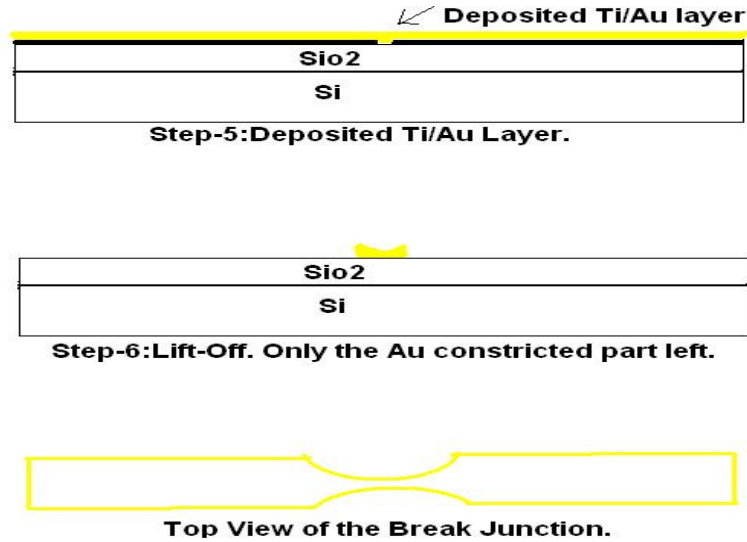 Deposited Ti/Au layer
Sio2
Si
Step-5:Deposited Ti/Au Layer.
Sio2
Si
Step-6:Lift-Off. Only the Au constricted part left.
Top View of the Break Junction.